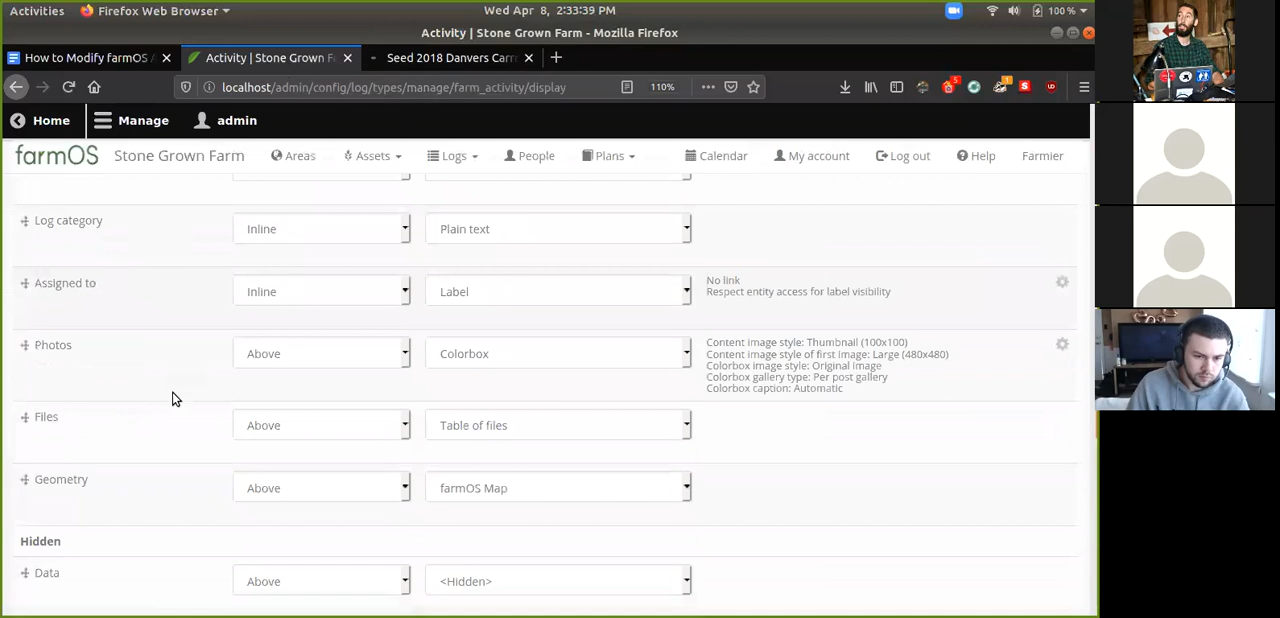 Activities Firefox Web Browser Wed Apr 8, 2:33:39 PM 100 %
Activity | Stone Grown Farm - Mozilla Firefox
How to Modify farmOS A Activity | Stone Grown Fa Seed 2018 Danvers Carr
localhost/admin/config/log/types/manage/farm_activity/display 110%
Home Manage admin
farmOS Stone Grown Farm Areas Assets Logs People Plans Calendar My account Log out Help Farmier
Log category Inline Plain text
Assigned to Inline Label No link
Respect entity access for label visibility
Photos Above Colorbox Content image style: Thumbnail (100x100)
Content image style of first image: Large (480x480)
Colorbox image style: Original image
Colorbox gallery type: Per post gallery
Colorbox caption: Automatic
Files Above Table of files
Geometry Above farmOS Map
Hidden
Data Above <Hidden>